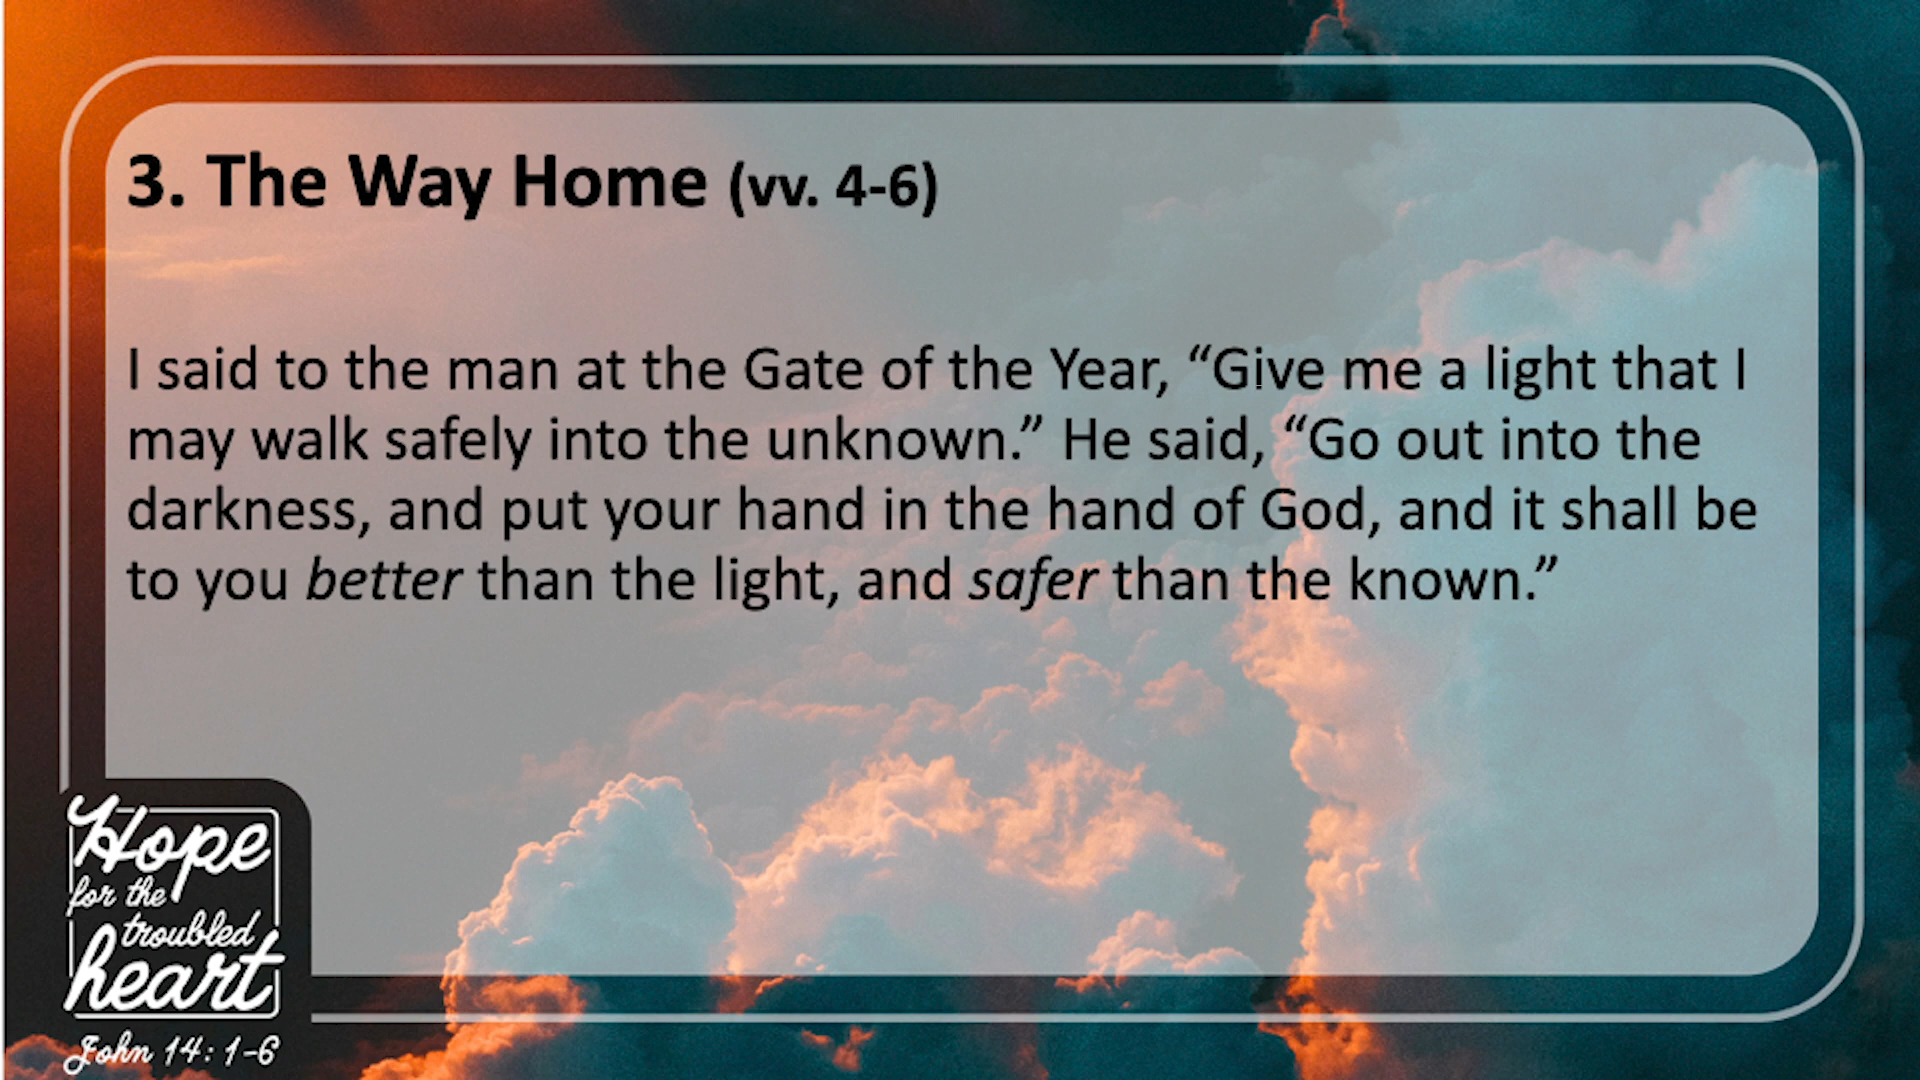 3. The Way Home (vv. 4-6)
I said to the man at the Gate of the Year, “Give me a light that I
may walk safely into the unknown.” He said, “Go out into the
darkness, and put your hand in the hand of God, and it shall be
to you better than the light, and safer than the known.”
Hope
for the
troubled
heart
John 14: 1-6